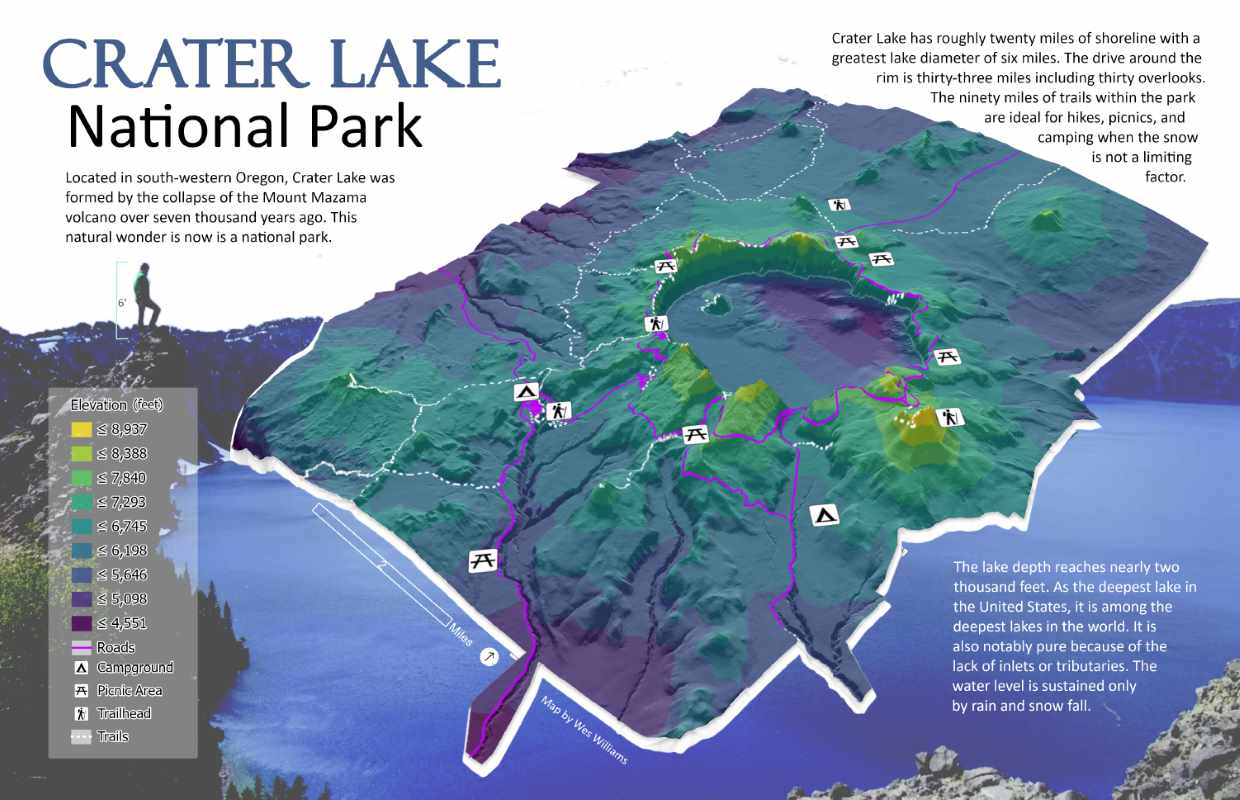 CRATER LAKE
National Park
Located in south-western Oregon, Crater Lake was
formed by the collapse of the Mount Mazama
volcano over seven thousand years ago. This
natural wonder is now is a national park.
Crater Lake has roughly twenty miles of shoreline with a
greatest lake diameter of six miles. The drive around the
rim is thirty-three miles including thirty overlooks.
The ninety miles of trails within the park
are ideal for hikes, picnics, and
camping when the snow
is not a limiting
factor.
6'
Elevation (feet)
≤ 8,937
≤ 8,388
≤ 7,840
≤ 7,293
≤ 6,745
≤ 6,198
≤ 5,646
≤ 5,098
≤ 4,551
Roads
Campground
Picnic Area
Trailhead
Trails
2
Miles
Map by Wes Williams
The lake depth reaches nearly two
thousand feet. As the deepest lake in
the United States, it is among the
deepest lakes in the world. It is
also notably pure because of the
lack of inlets or tributaries. The
water level is sustained only
by rain and snow fall.